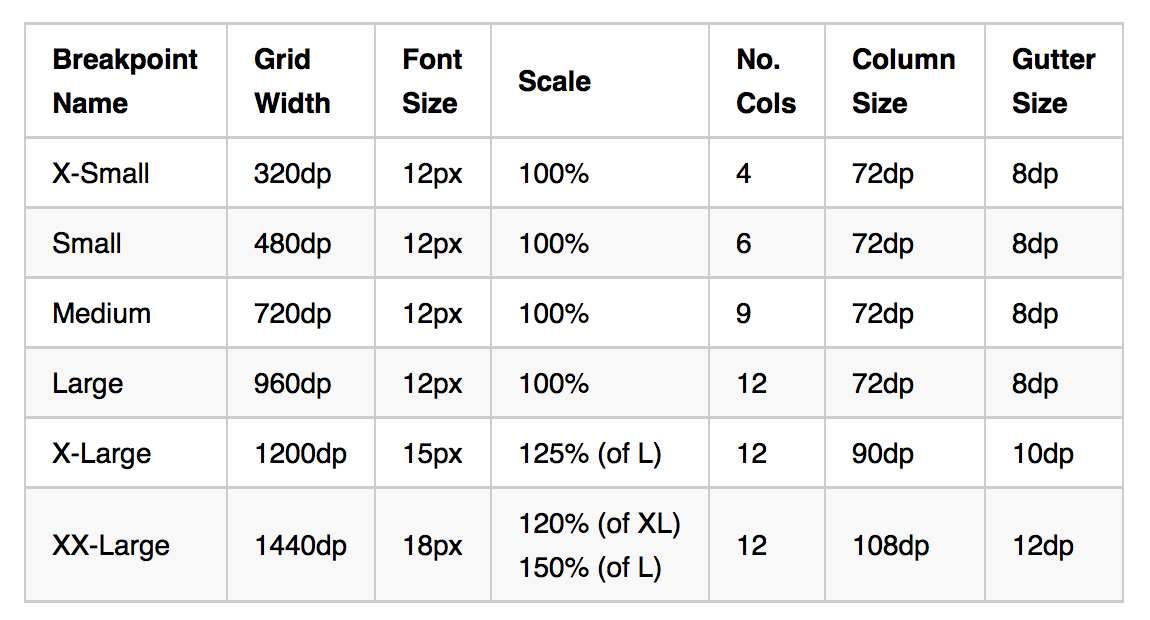 Breakpoint Name Grid Width Font Size Scale No. Cols Column Size Gutter Size
X-Small 320dp 12px 100% 4 72dp 8dp
Small 480dp 12px 100% 6 72dp 8dp
Medium 720dp 12px 100% 9 72dp 8dp
Large 960dp 12px 100% 12 72dp 8dp
X-Large 1200dp 15px 125% (of L) 12 90dp 10dp
XX-Large 1440dp 18px 120% (of XL) 150% (of L) 12 108dp 12dp